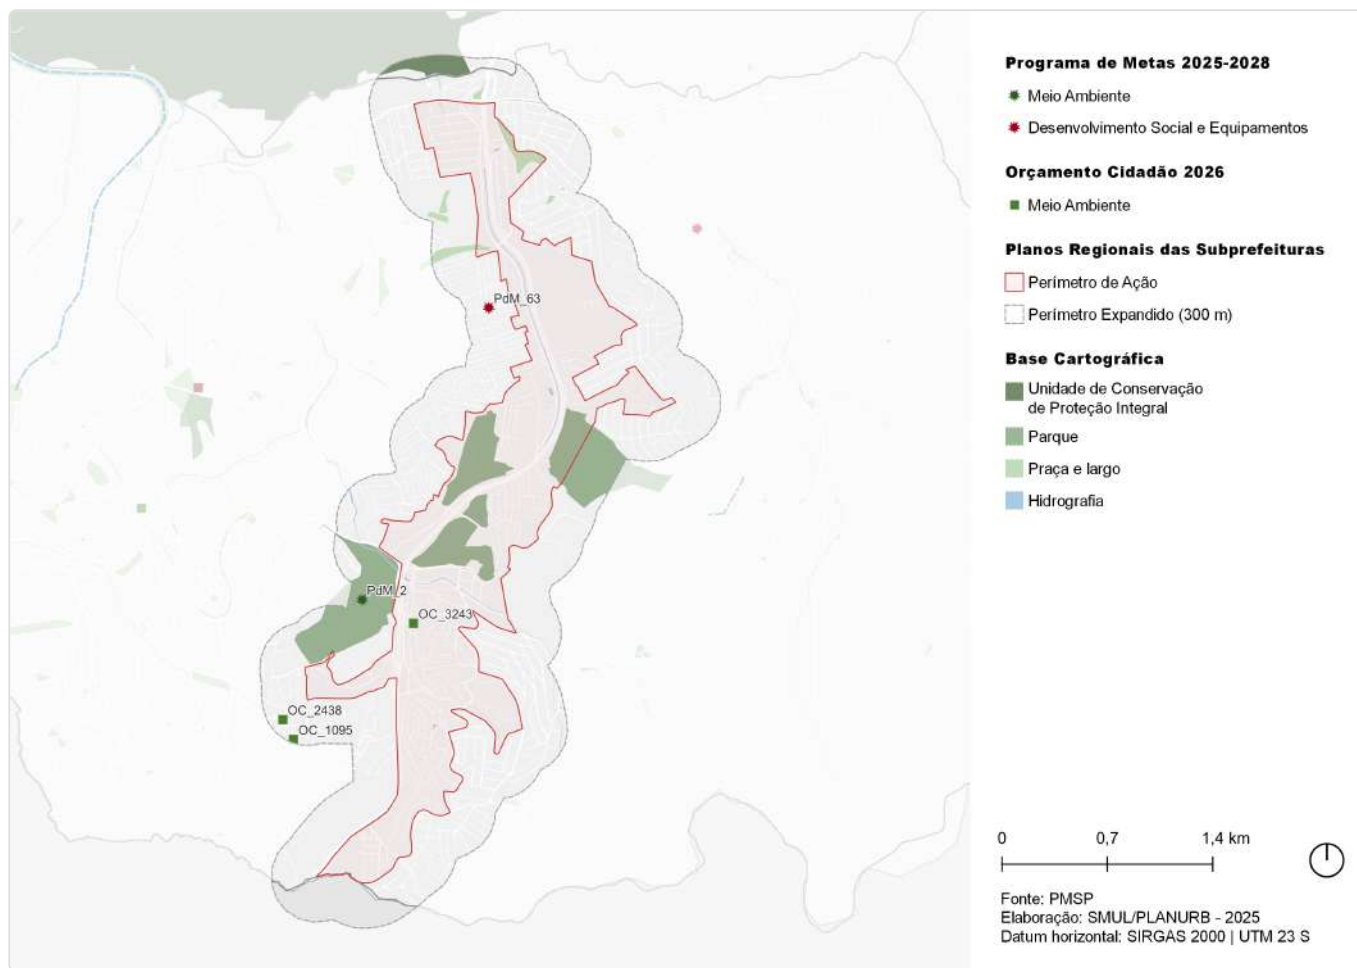 PdM_63
PdM_2
OC_3243
OC_2438
OC_1095
Programa de Metas 2025-2028
Meio Ambiente
Desenvolvimento Social e Equipamentos
Orçamento Cidadão 2026
Meio Ambiente
Planos Regionais das Subprefeituras
Perímetro de Ação
Perímetro Expandido (300 m)
Base Cartográfica
Unidade de Conservação
de Proteção Integral
Parque
Praça e largo
Hidrografia
0 0,7 1,4 km
Fonte: PMSP
Elaboração: SMUL/PLANURB - 2025
Datum horizontal: SIRGAS 2000 | UTM 23 S